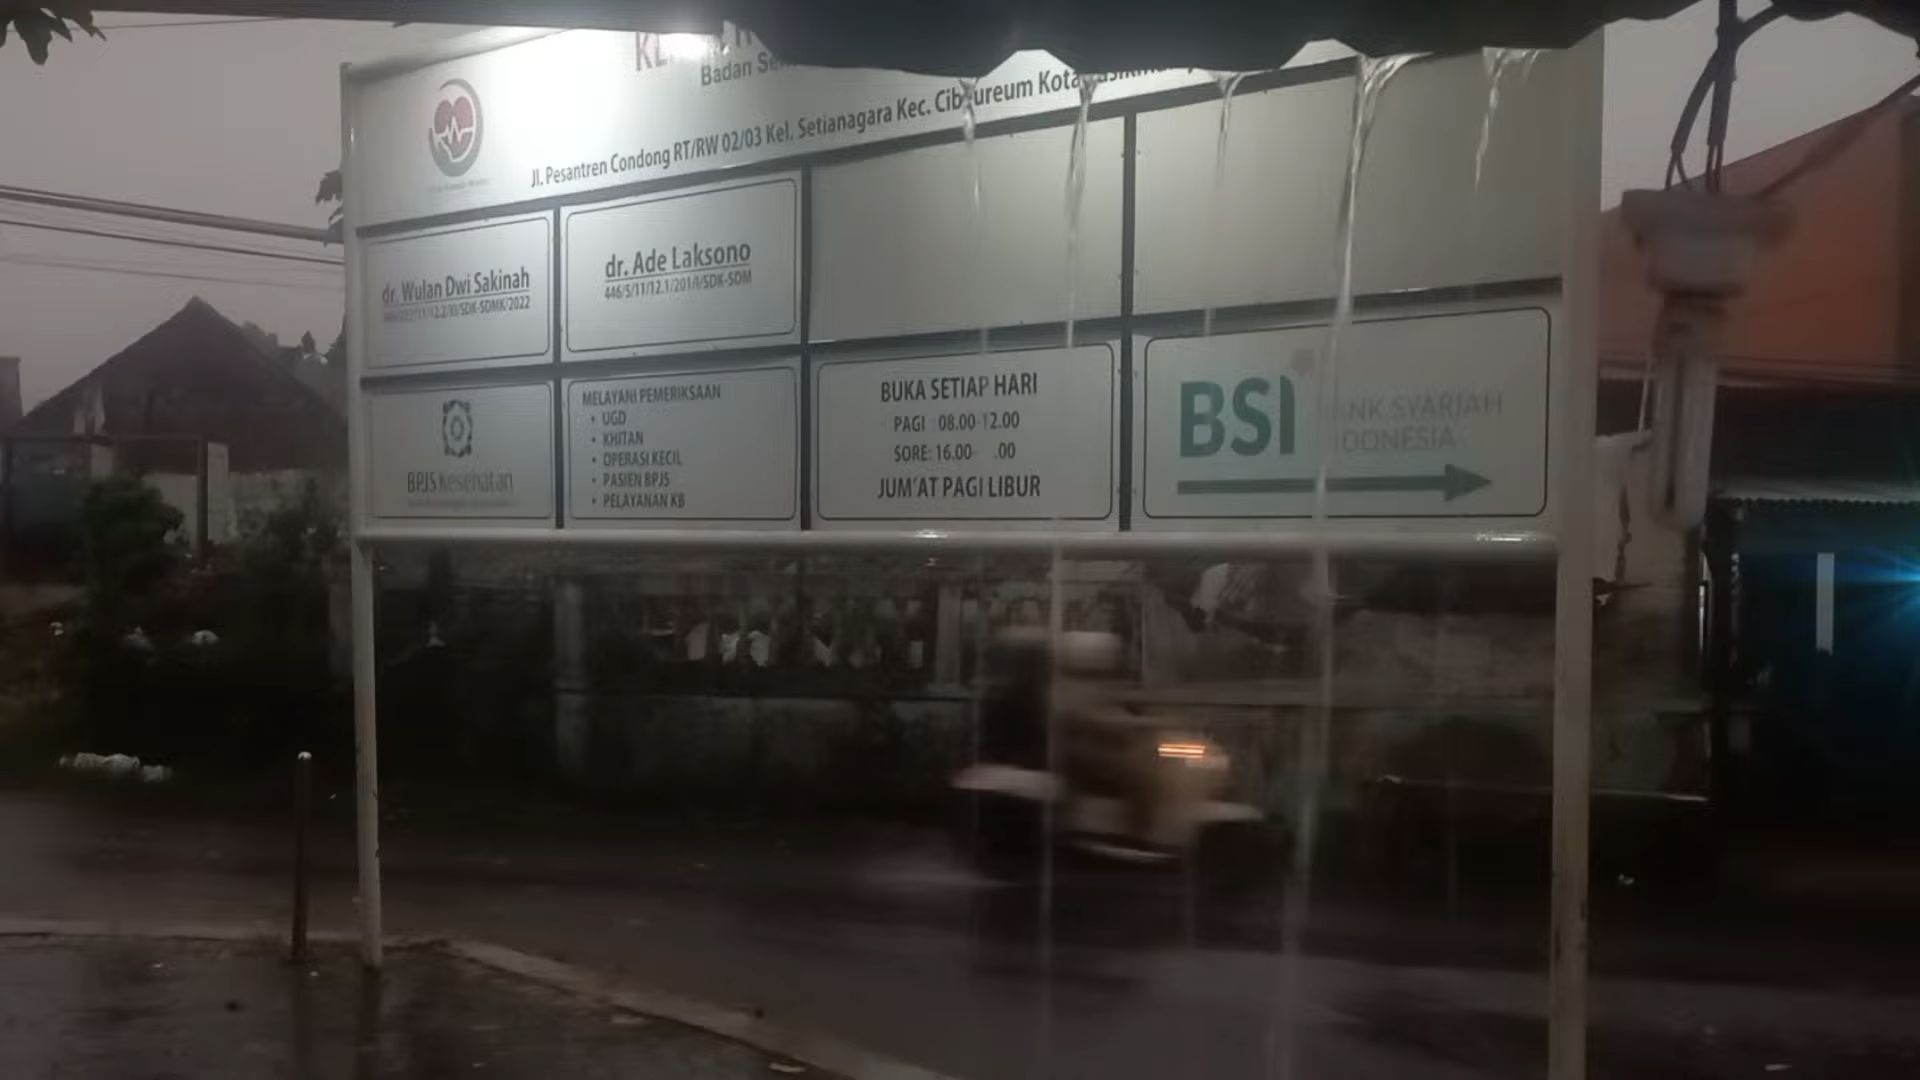 Badan
Jl. Pesantren Condong RT/RW 02/03 Kel. Setianagara Kec. Cibeureum Kota
dr. Wulan Dwi Sakinah
dr. Ade Laksono
446/5/11/12.1/201/I/SDK-SDM
BPJS Kesehatan
MELAYANI PEMERIKSAAN
• UGD
• KHITAN
• OPERASI KECIL
• PASIEN BPJS
• PELAYANAN KB
BUKA SETIAP HARI
PAGI : 08.00-12.00
SORE: 16.00- .00
JUM'AT PAGI LIBUR
BSI
SYARIAH